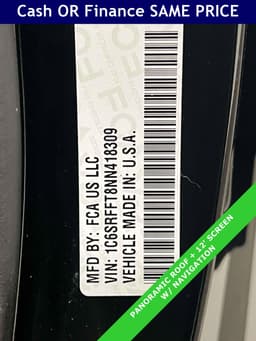 Cash OR Finance SAME PRICE
MFD BY: FCA US LLC
VIN: 1C6SRFFT8NN418309
VEHICLE MADE IN: U.S.A.
PANORAMIC ROOF + 12' SCREEN
W/ NAVIGATION